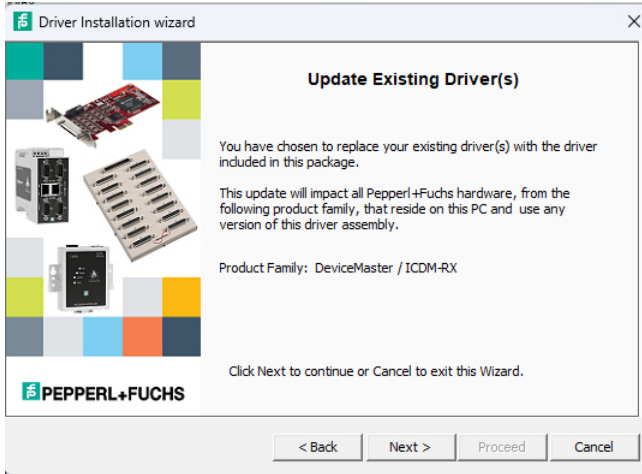 Driver Installation wizard
Update Existing Driver(s)
You have chosen to replace your existing driver(s) with the driver
included in this package.
This update will impact all Pepperl+Fuchs hardware, from the
following product family, that reside on this PC and use any
version of this driver assembly.
Product Family: DeviceMaster / ICDM-RX
Click Next to continue or Cancel to exit this Wizard.
PEPPERL+FUCHS
< Back
Next >
Proceed
Cancel